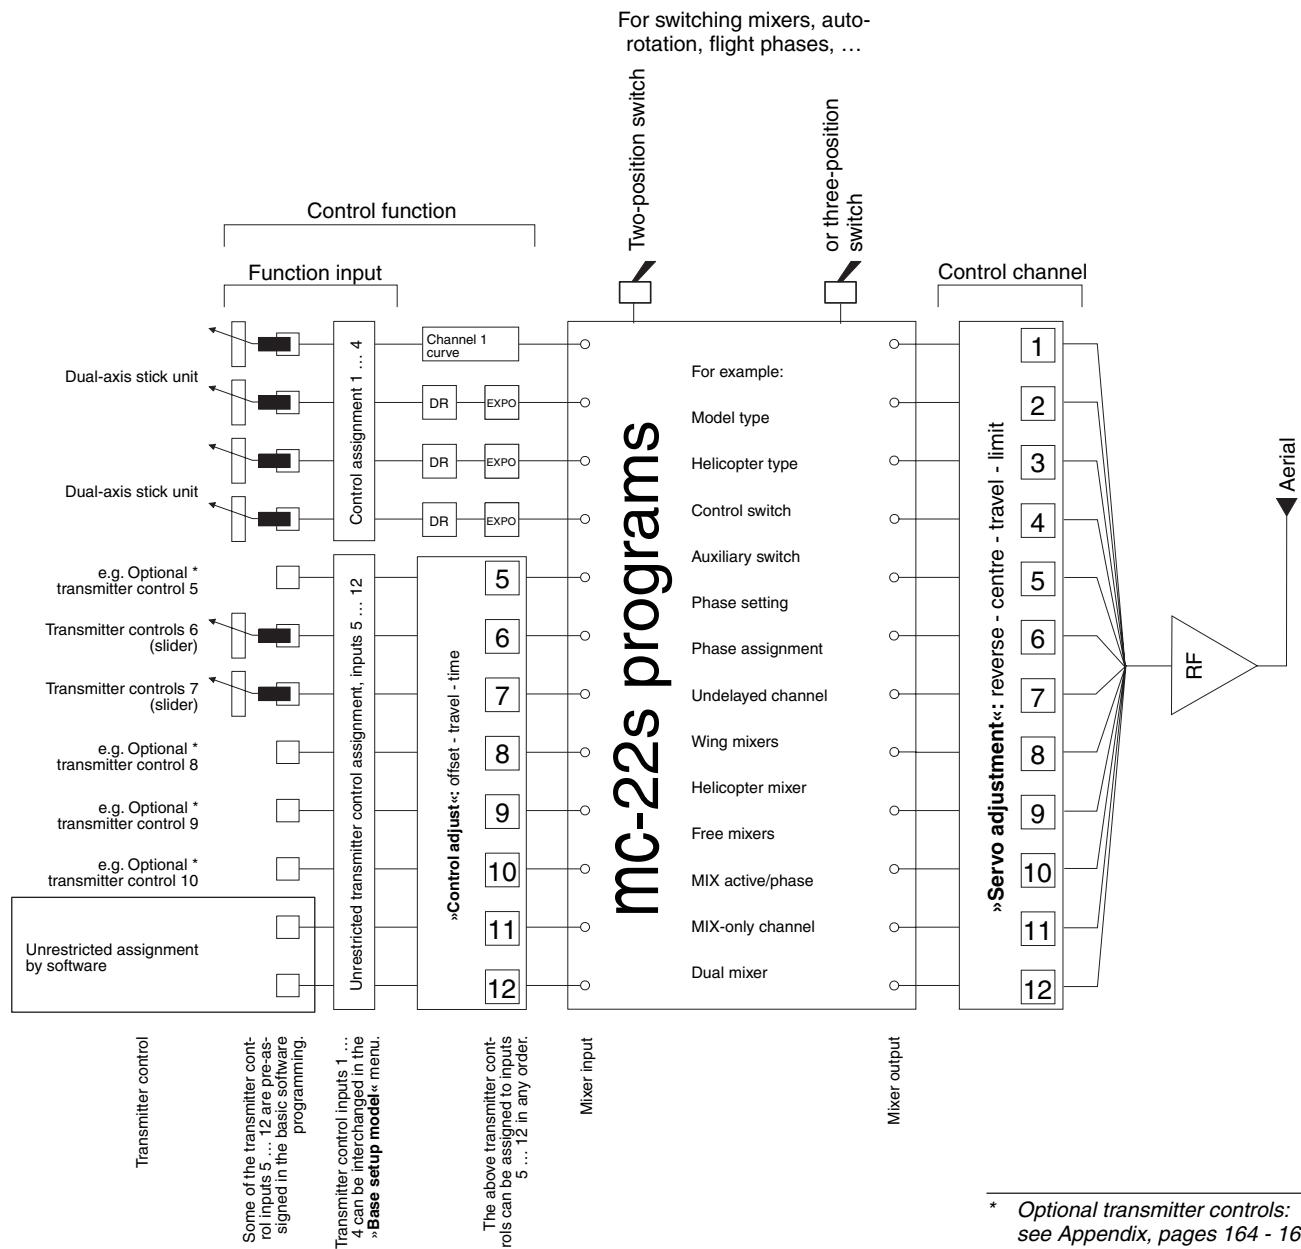 For switching mixers, auto-
rotation, flight phases, …
Two-position switch
or three-position
switch
Control function
Function input
Control channel
Dual-axis stick unit
Dual-axis stick unit
e.g. Optional *
transmitter control 5
Transmitter controls 6
(slider)
Transmitter controls 7
(slider)
e.g. Optional *
transmitter control 8
e.g. Optional *
transmitter control 9
e.g. Optional *
transmitter control 10
Unrestricted assignment
by software
Control assignment 1 … 4
Unrestricted transmitter control assignment, inputs 5 … 12
Channel 1
curve
DR
EXPO
DR
EXPO
DR
EXPO
»Control adjust«: offset - travel - time
5
6
7
8
9
10
11
12
mc-22s programs
For example:
Model type
Helicopter type
Control switch
Auxiliary switch
Phase setting
Phase assignment
Undelayed channel
Wing mixers
Helicopter mixer
Free mixers
MIX active/phase
MIX-only channel
Dual mixer
»Servo adjustment«: reverse - centre - travel - limit
1
2
3
4
5
6
7
8
9
10
11
12
RF
Aerial
Transmitter control
Some of the transmitter cont-
rol inputs 5 … 12 are pre-as-
signed in the basic software
programming.
Transmitter control inputs 1 …
4 can be interchanged in the
»Base setup model« menu.
The above transmitter cont-
rols can be assigned to inputs
5 … 12 in any order.
Mixer input
Mixer output
* Optional transmitter controls:
see Appendix, pages 164 - 16